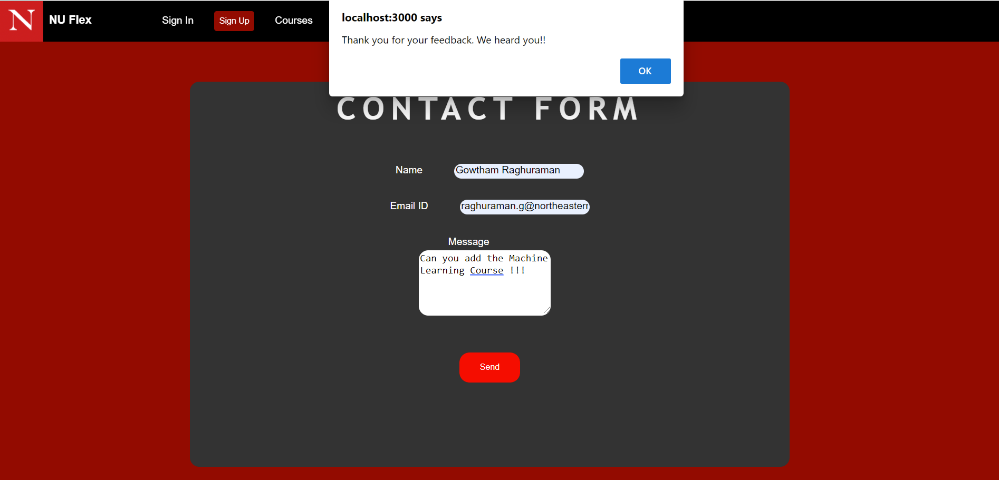 N
NU Flex
Sign In
Sign Up
Courses
localhost:3000 says
Thank you for your feedback. We heard you!!
OK
CONTACT FORM
Name
Gowtham Raghuraman
Email ID
raghuraman.g@northeastern
Message
Can you add the Machine
Learning Course !!!
Send